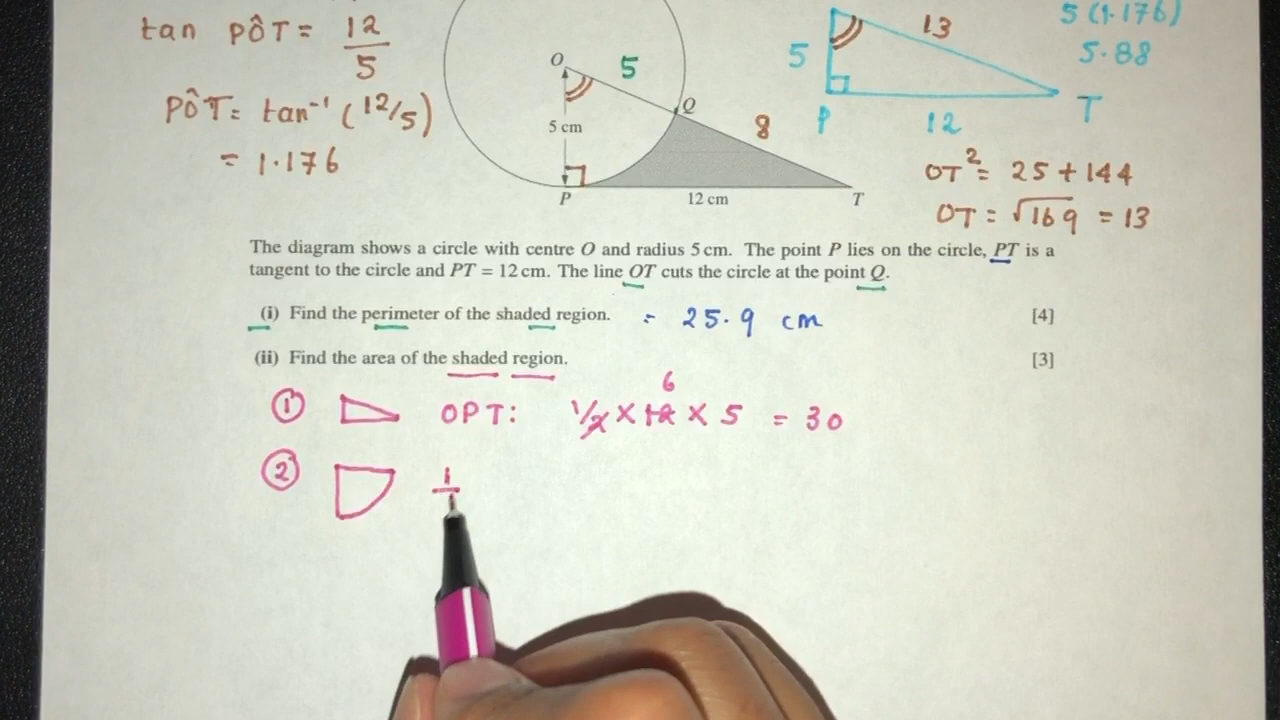 tan PÔT = 12/5
PÔT = tan⁻¹ (12/5)
= 1.176
O
5
Q
8
5 cm
P
12 cm
T
13
5
P
12
T
5 (1.176)
5.88
OT² = 25 + 144
OT = √169 = 13
The diagram shows a circle with centre O and radius 5 cm. The point P lies on the circle, PT is a
tangent to the circle and PT = 12 cm. The line OT cuts the circle at the point Q.
(i) Find the perimeter of the shaded region. = 25.9 cm [4]
(ii) Find the area of the shaded region. [3]
6
① OPT: 1/2 × 12 × 5 = 30
② 1